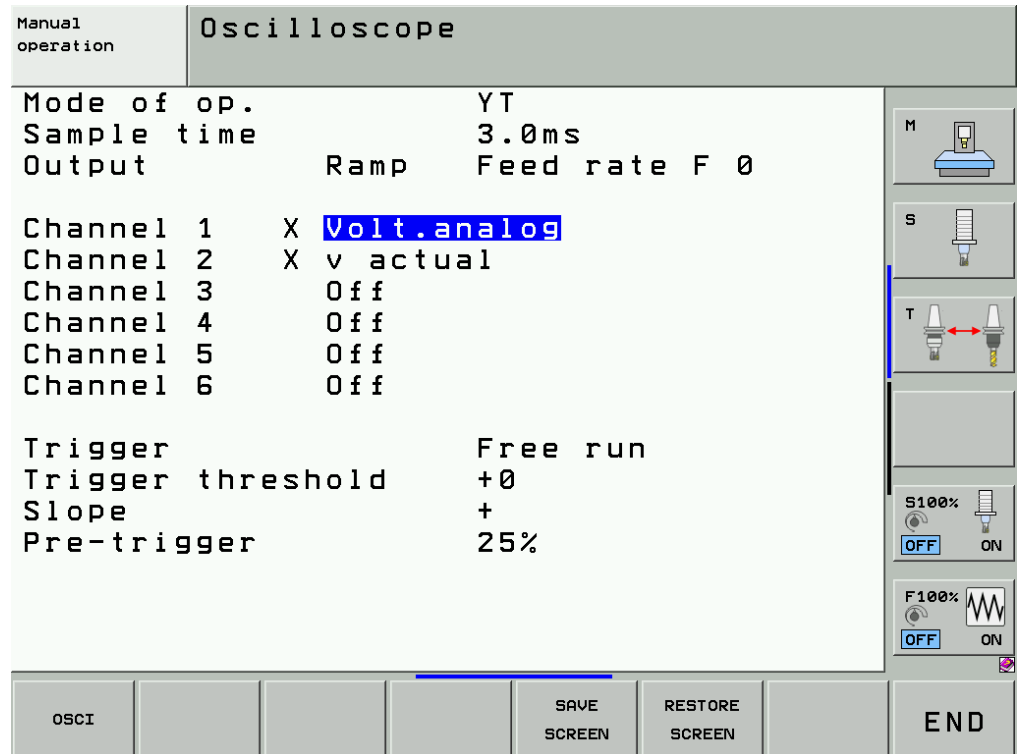 Manual operation
Oscilloscope
Mode of op. YT
Sample time 3.0ms
Output Ramp Feed rate F 0
Channel 1 X Volt.analog
Channel 2 X v actual
Channel 3 Off
Channel 4 Off
Channel 5 Off
Channel 6 Off
Trigger Free run
Trigger threshold +0
Slope +
Pre-trigger 25%
M
S
T
S100%
OFF ON
F100%
OFF ON
OSCI
SAVE SCREEN
RESTORE SCREEN
END